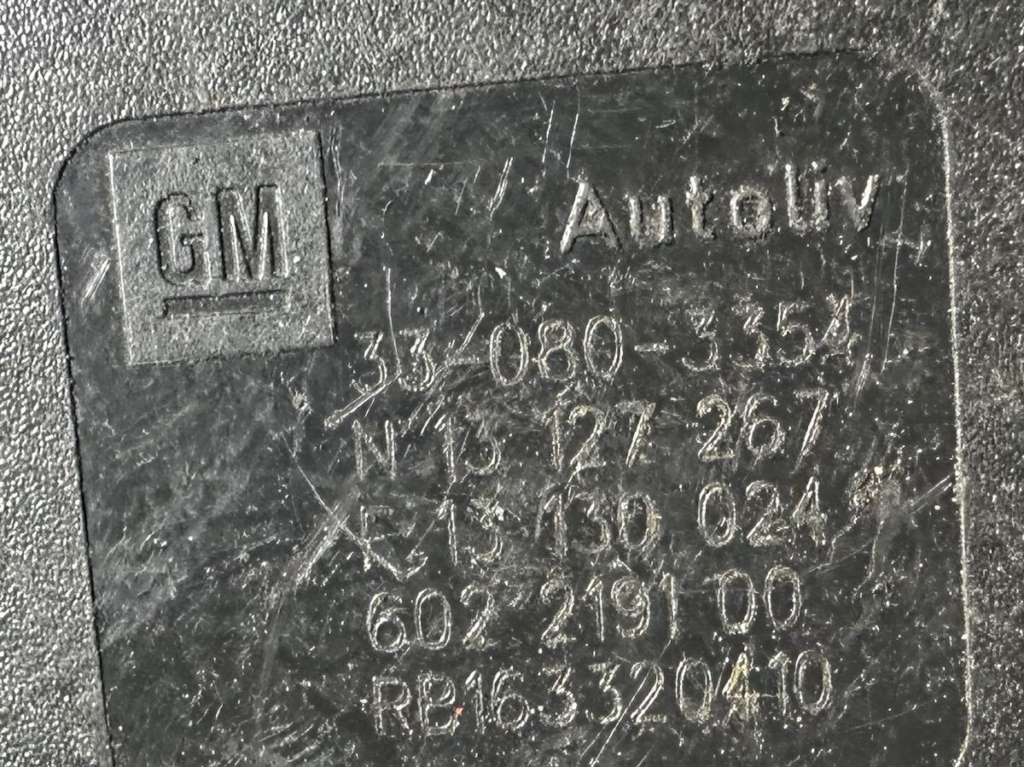 GM
Autoliv
33-080-3354
N 13 127 267
E 13 130 024
602 2191 00
RB163320410